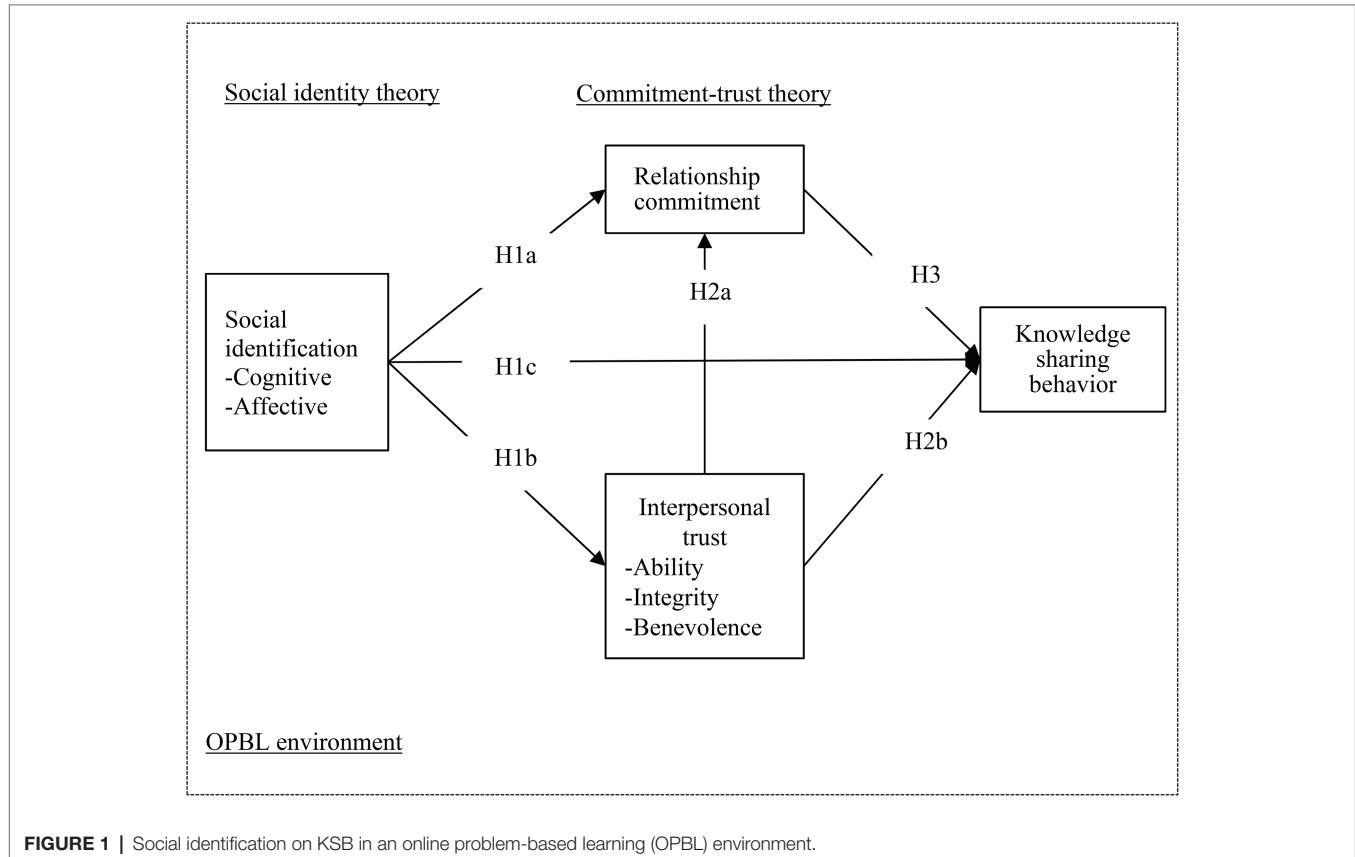 Social identity theory
Commitment-trust theory
Relationship
commitment
H1a
H2a
H3
Social
identification
-Cognitive
-Affective
H1c
Knowledge
sharing
behavior
H1b
H2b
Interpersonal
trust
-Ability
-Integrity
-Benevolence
OPBL environment
FIGURE 1 | Social identification on KSB in an online problem-based learning (OPBL) environment.